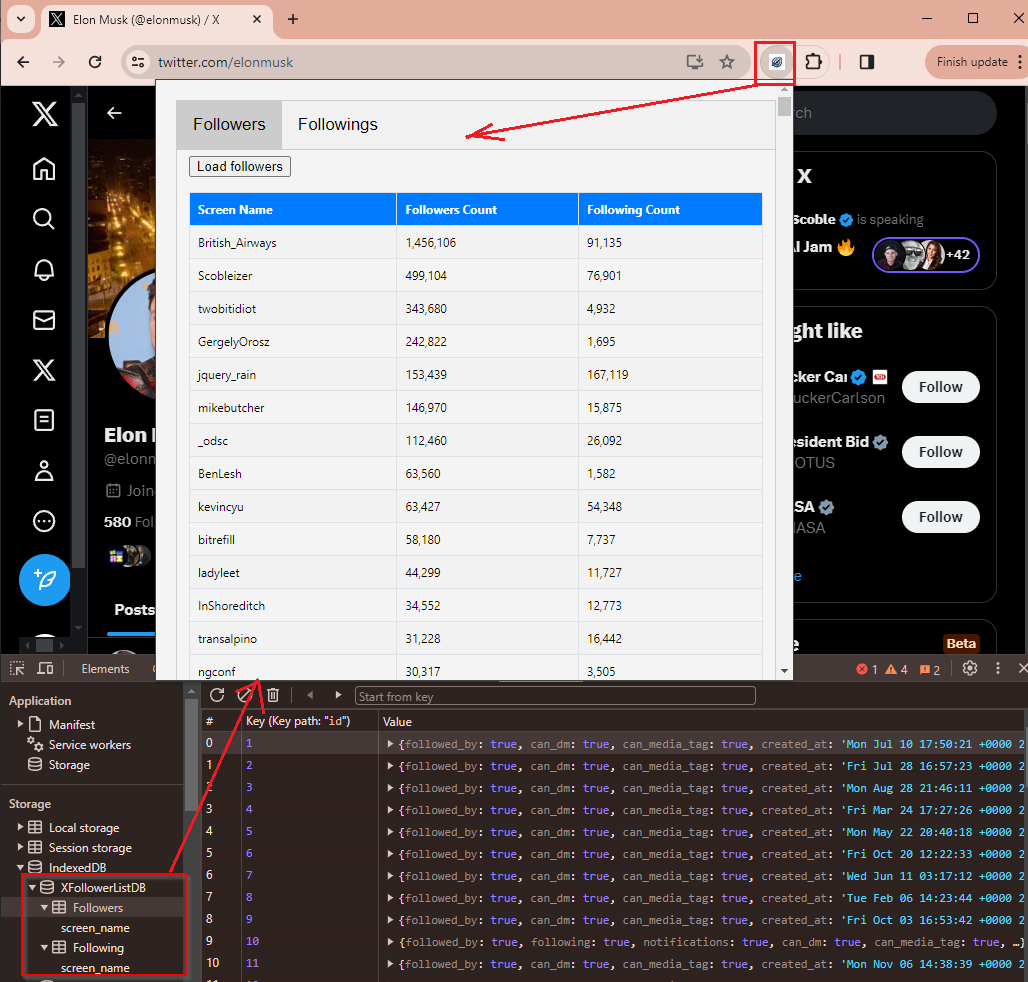 Elon Musk (@elonmusk) / X
twitter.com/elonmusk
Finish update
Followers
Followings
Load followers
Screen Name Followers Count Following Count
British_Airways 1,456,106 91,135
Scobleizer 499,104 76,901
twobitidiot 343,680 4,932
GergelyOrosz 242,822 1,695
jquery_rain 153,439 167,119
mikebutcher 146,970 15,875
_odsc 112,460 26,092
BenLesh 63,560 1,582
kevincyu 63,427 54,348
bitrefill 58,180 7,737
ladyleet 44,299 11,727
InShoreditch 34,552 12,773
transalpino 31,228 16,442
ngconf 30,317 3,505
Elon
@elonm
Join
580 Fol
Posts
rch
X
Scoble is speaking
AI Jam 🔥
+42
ght like
cker Car
uckerCarlson
Follow
esident Bid
OTUS
Follow
SA
NASA
Follow
e
Beta
Elements
1 4 2
Application
Manifest
Service workers
Storage
Storage
Local storage
Session storage
IndexedDB
XFollowerListDB
Followers
screen_name
Following
screen_name
Start from key
# Key (Key path: "id") Value
0 1 {followed_by: true, can_dm: true, can_media_tag: true, created_at: 'Mon Jul 10 17:50:21 +0000 2
1 2 {followed_by: true, can_dm: true, can_media_tag: true, created_at: 'Fri Jul 28 16:57:23 +0000 2
2 3 {followed_by: true, can_dm: true, can_media_tag: true, created_at: 'Mon Aug 28 21:46:11 +0000 2
3 4 {followed_by: true, can_dm: true, can_media_tag: true, created_at: 'Fri Mar 24 17:27:26 +0000 2
4 5 {followed_by: true, can_dm: true, can_media_tag: true, created_at: 'Mon May 22 20:40:18 +0000 2
5 6 {followed_by: true, can_dm: true, can_media_tag: true, created_at: 'Fri Oct 20 12:22:33 +0000 2
6 7 {followed_by: true, can_dm: true, can_media_tag: true, created_at: 'Wed Jun 11 03:17:12 +0000 2
7 8 {followed_by: true, can_dm: true, can_media_tag: true, created_at: 'Tue Feb 06 14:23:44 +0000 2
8 9 {followed_by: true, can_dm: true, can_media_tag: true, created_at: 'Fri Oct 03 16:53:42 +0000 2
9 10 {followed_by: true, following: true, notifications: true, can_dm: true, can_media_tag: true, …}
10 11 {followed_by: true, can_dm: true, can_media_tag: true, created_at: 'Mon Nov 06 14:38:39 +0000 2